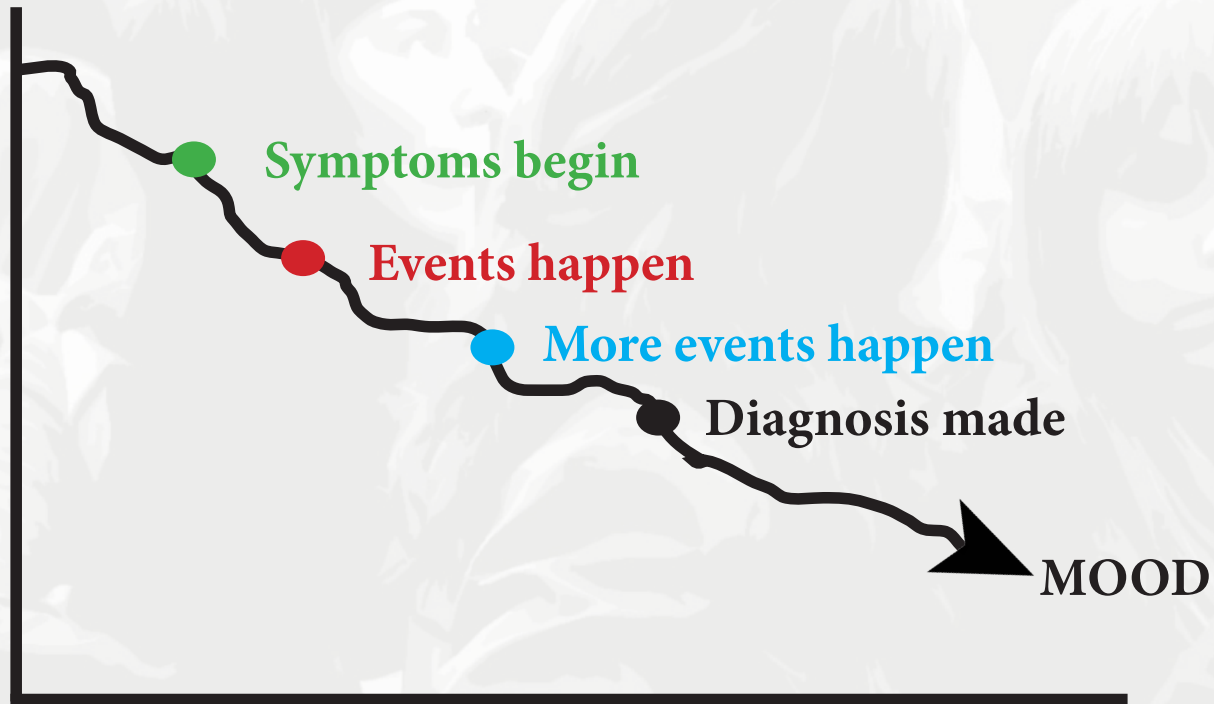 Symptoms begin
Events happen
More events happen
Diagnosis made
MOOD